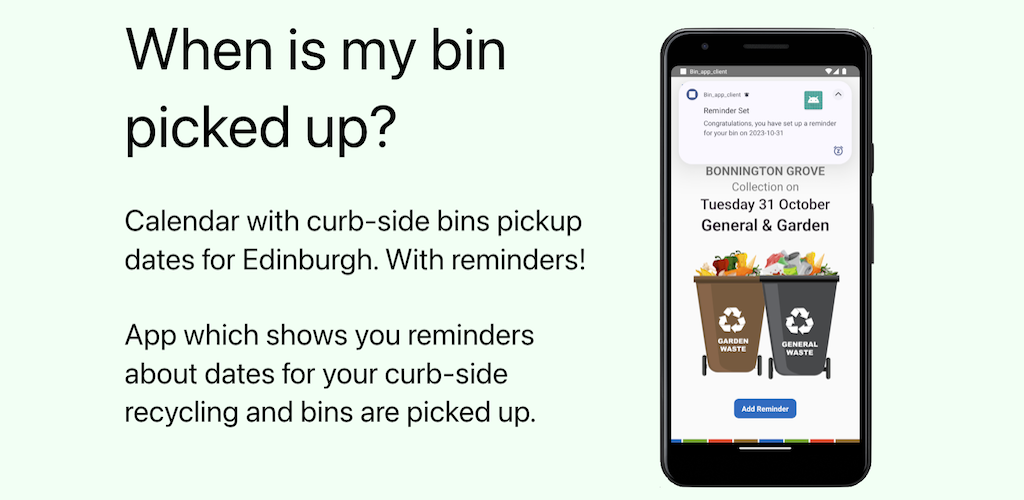 When is my bin
picked up?
Calendar with curb-side bins pickup
dates for Edinburgh. With reminders!
App which shows you reminders
about dates for your curb-side
recycling and bins are picked up.
Bin_app_client
Bin_app_client
Reminder Set
Congratulations, you have set up a reminder
for your bin on 2023-10-31
BONNINGTON GROVE
Collection on
Tuesday 31 October
General & Garden
GARDEN
WASTE
GENERAL
WASTE
Add Reminder